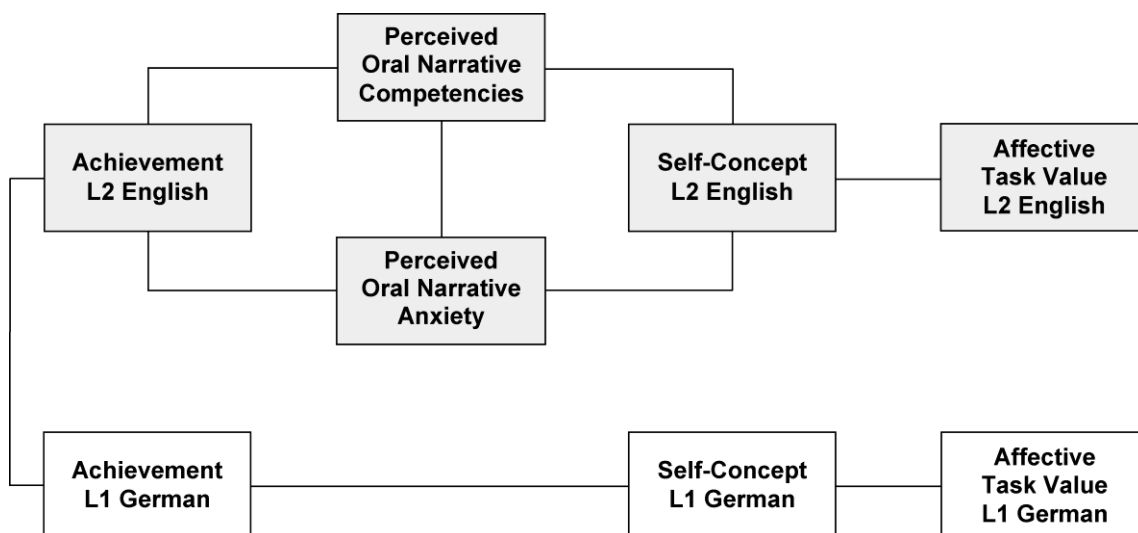 Perceived
Oral Narrative
Competencies
Achievement
L2 English
Self-Concept
L2 English
Affective
Task Value
L2 English
Perceived
Oral Narrative
Anxiety
Achievement
L1 German
Self-Concept
L1 German
Affective
Task Value
L1 German